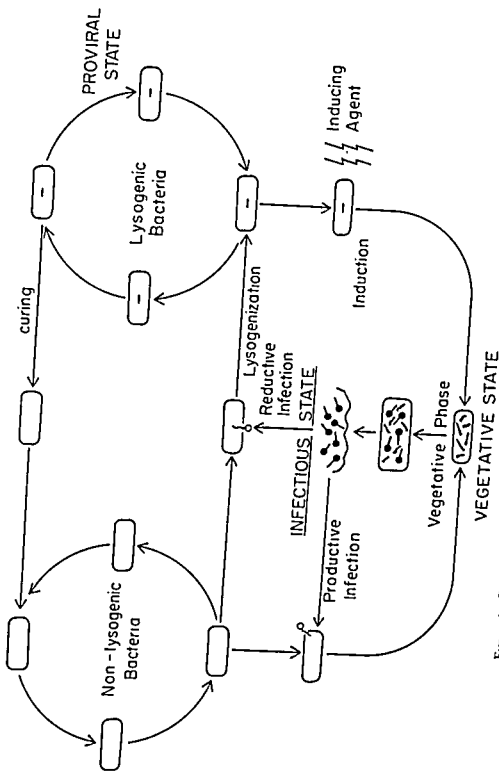 curing
PROVIRAL
STATE
Non-lysogenic
Bacteria
Lysogenic
Bacteria
Lysogenization
Reductive
Infection
INFECTIOUS STATE
Productive
Infection
Inducing
Agent
Induction
Vegetative Phase
VEGETATIVE STATE